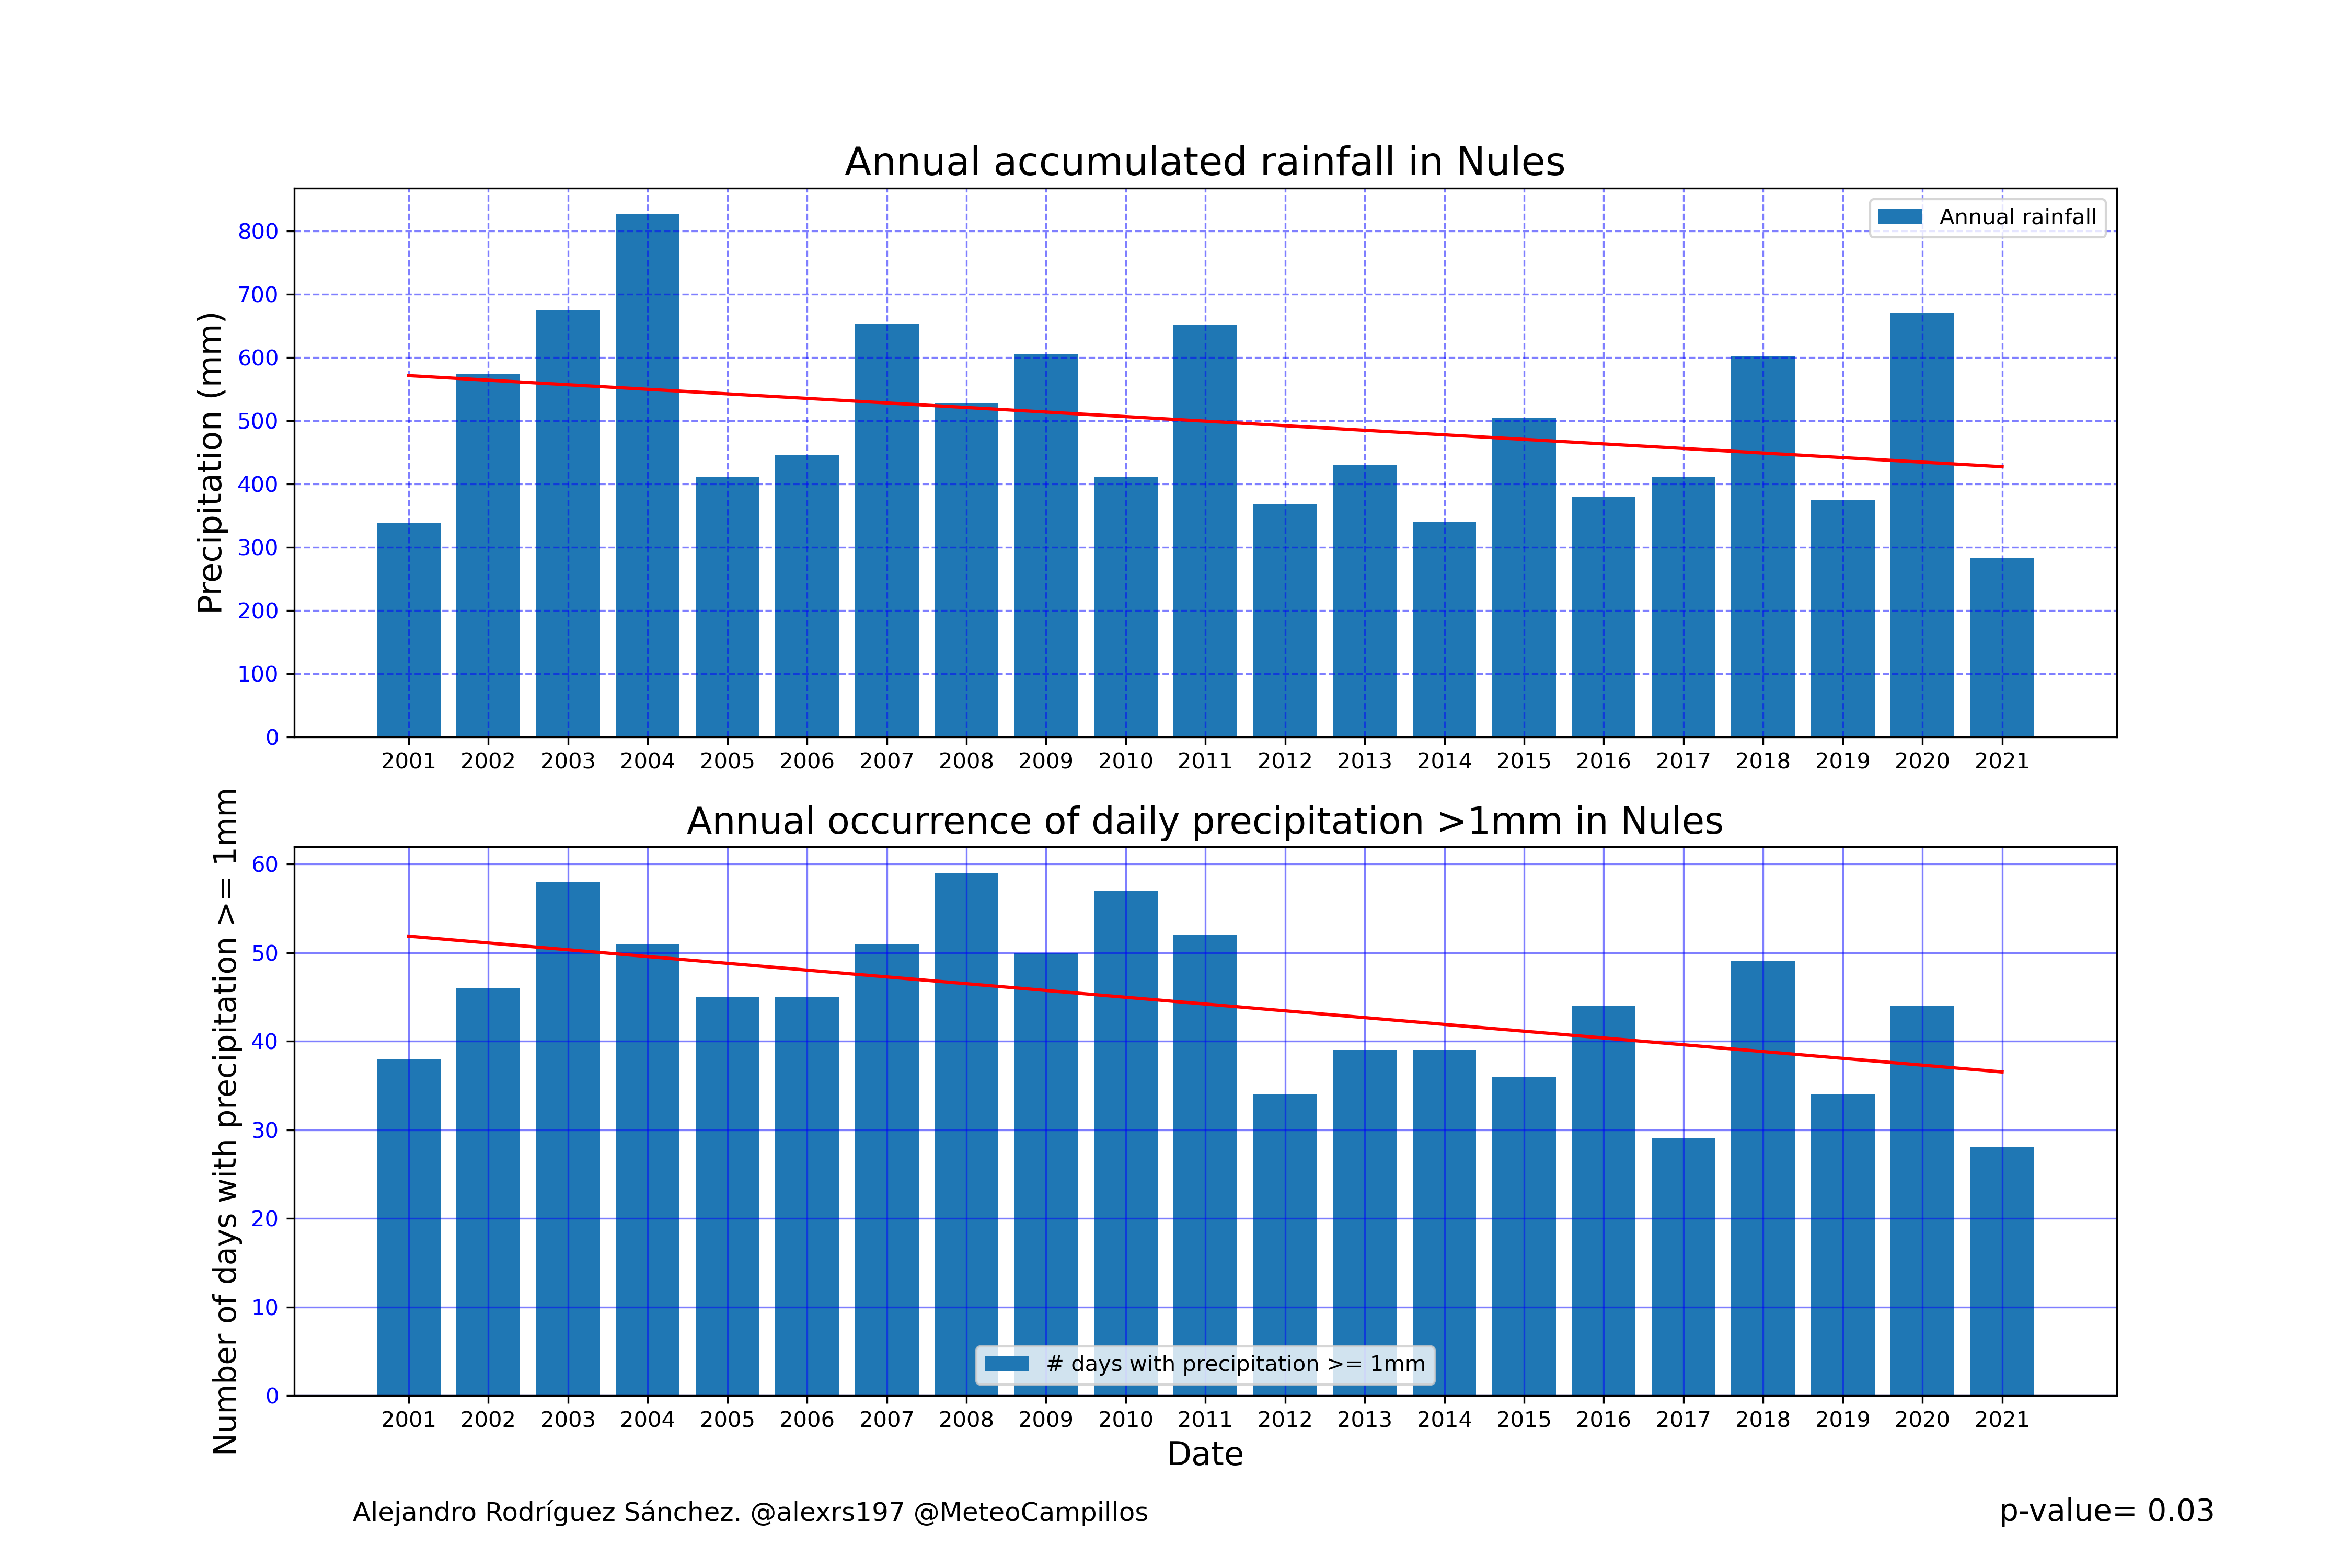 Annual accumulated rainfall in Nules
Precipitation (mm)
800
700
600
500
400
300
200
100
0
Annual rainfall
2001 2002 2003 2004 2005 2006 2007 2008 2009 2010 2011 2012 2013 2014 2015 2016 2017 2018 2019 2020 2021
Annual occurrence of daily precipitation >1mm in Nules
Number of days with precipitation >= 1mm
60
50
40
30
20
10
0
# days with precipitation >= 1mm
2001 2002 2003 2004 2005 2006 2007 2008 2009 2010 2011 2012 2013 2014 2015 2016 2017 2018 2019 2020 2021
Date
Alejandro Rodríguez Sánchez. @alexrs197 @MeteoCampillos
p-value= 0.03